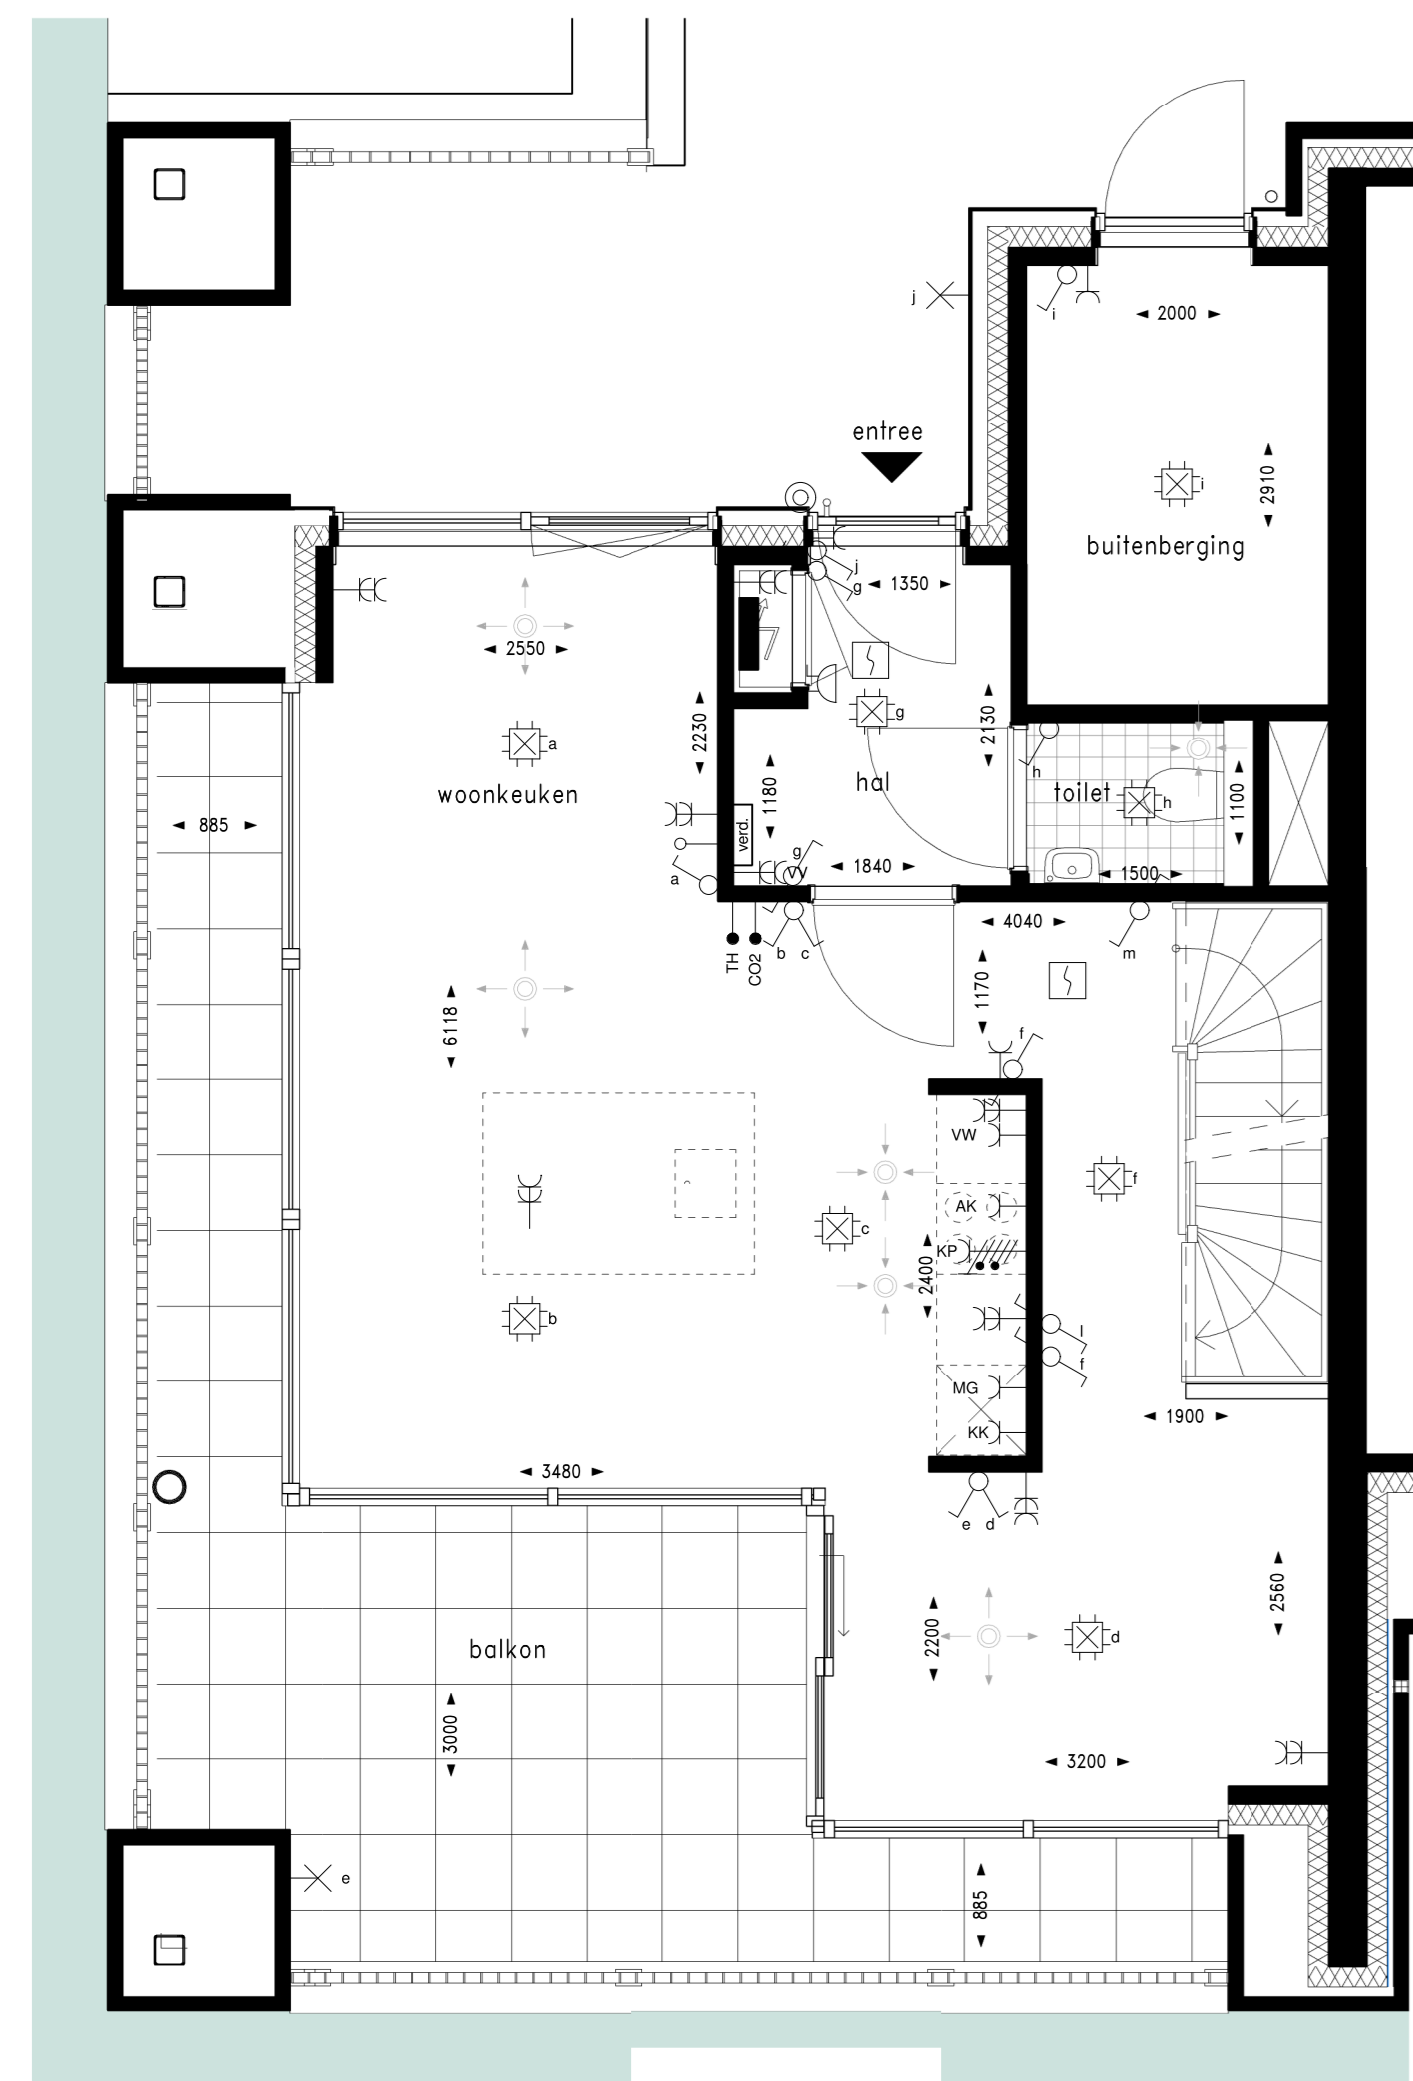 j
i
2000
entree
2910
i
buitenberging
j
g
1350
2550
g
2230
2130
a
woonkeuken
hal
h
toilet
h
1100
1180
885
verd.
g
VV
1840
1500
a
4040
b
c
m
TH
CO2
1170
6118
f
VW
f
AK
c
KP
2400
b
l
f
MG
KK
1900
3480
e
d
2560
2200
d
balkon
3000
3200
e
885